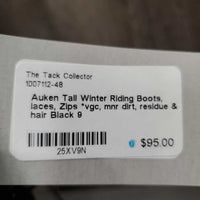 The Tack Collector
1007112-48
Auken Tall Winter Riding Boots,
laces, Zips *vgc, mnr dirt, residue &
hair Black 9
$95.00
25XV9N